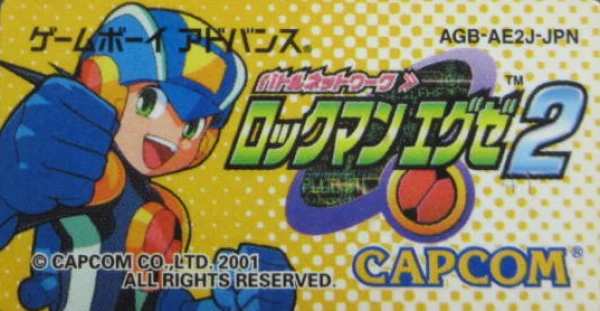 ゲームボーイ アドバンス®
AGB-AE2J-JPN
バトルネットワーク
ロックマン エグゼ2™
© CAPCOM CO., LTD. 2001
ALL RIGHTS RESERVED.
CAPCOM®